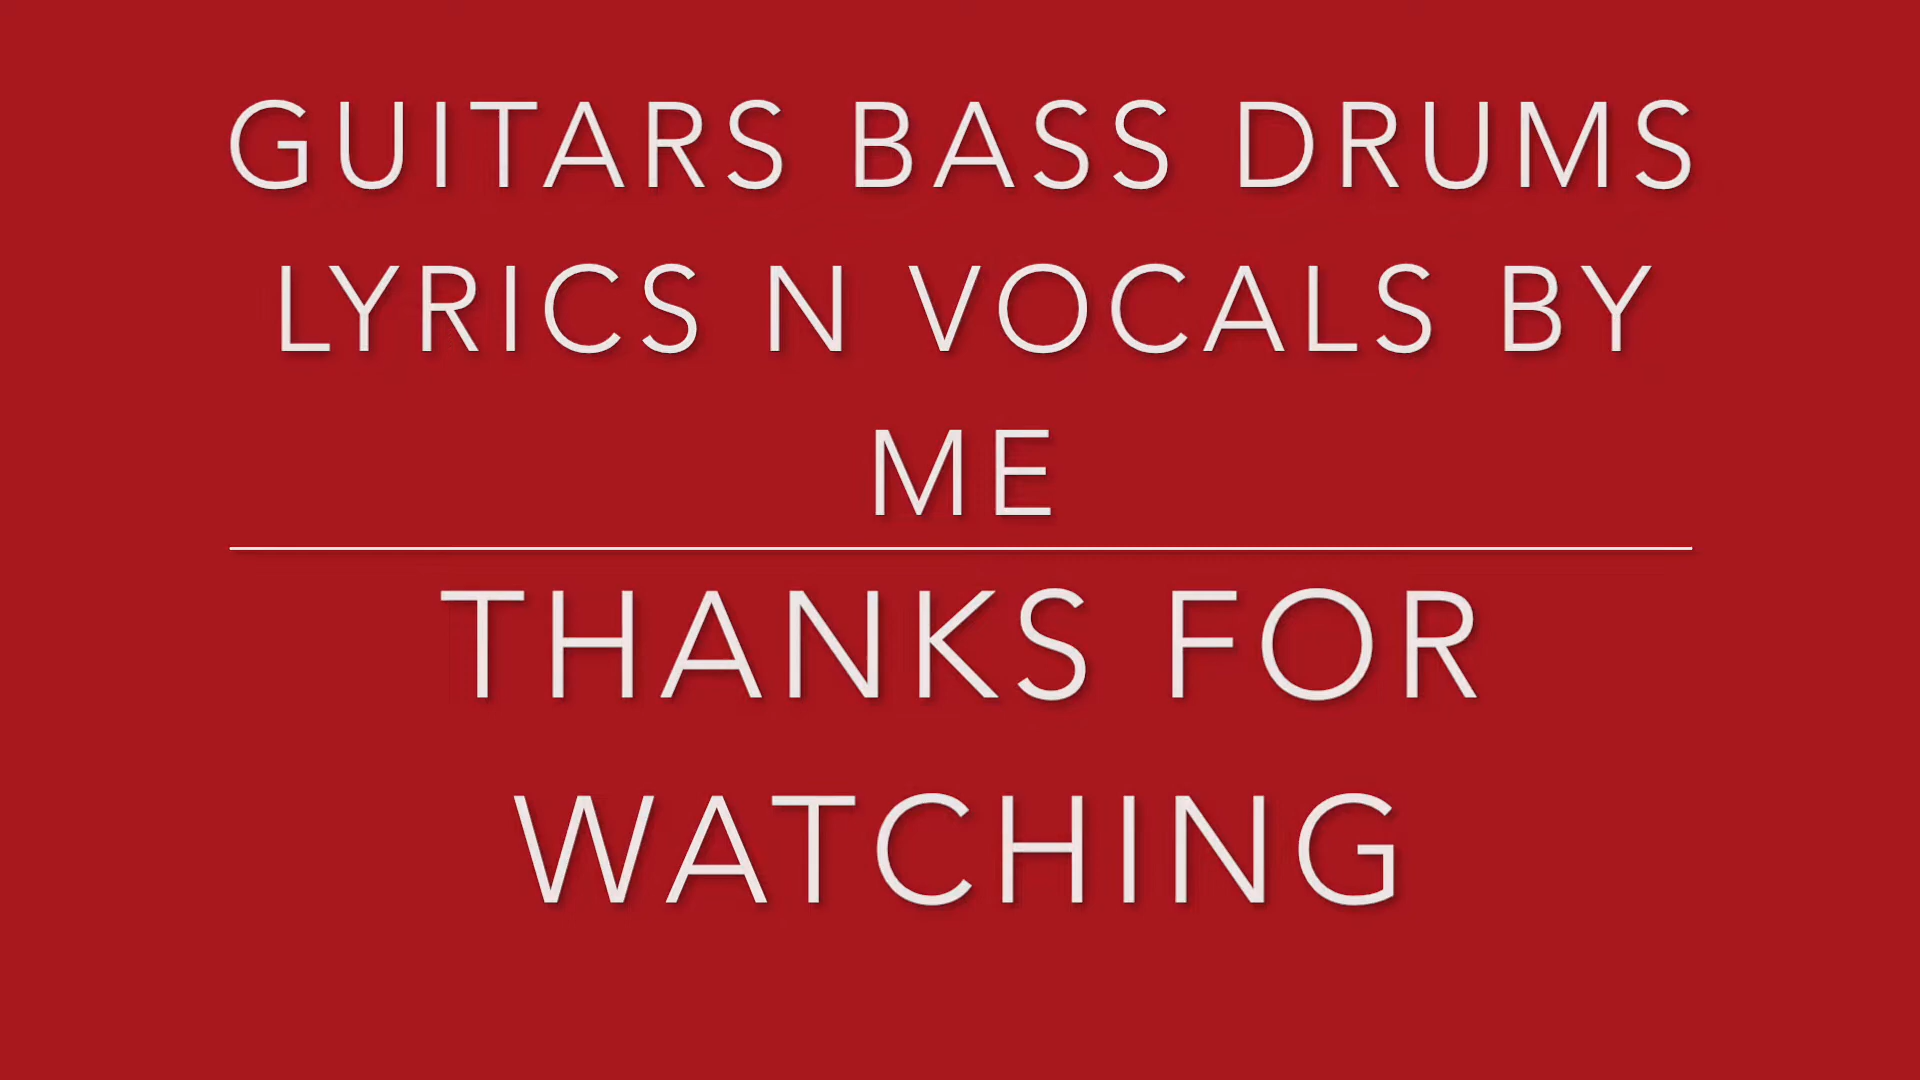 GUITARS BASS DRUMS
LYRICS N VOCALS BY
ME
THANKS FOR
WATCHING